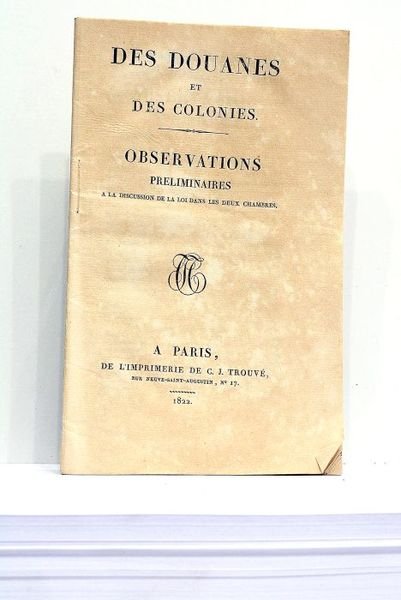 DES DOUANES
ET
DES COLONIES.
OBSERVATIONS
PRELIMINAIRES
A LA DISCUSSION DE LA LOI DANS LES DEUX CHAMBRES,
A PARIS,
DE L'IMPRIMERIE DE C. J. TROUVÉ,
RUE NEUVE-SAINT-AUGUSTIN, N° 17.
1822.